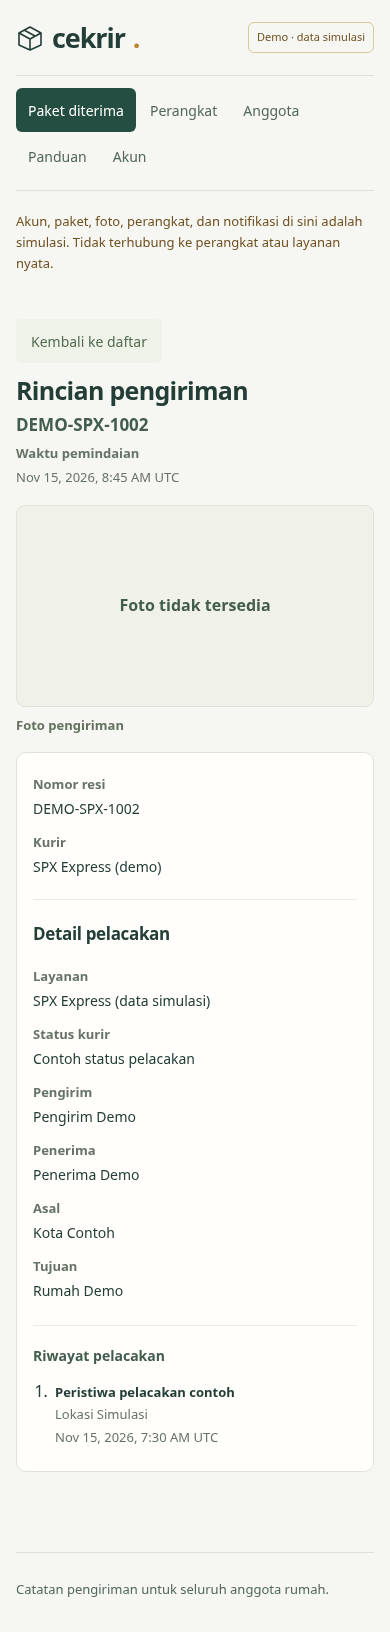 cekrir .
Demo · data simulasi
Paket diterima
Perangkat
Anggota
Panduan
Akun
Akun, paket, foto, perangkat, dan notifikasi di sini adalah
simulasi. Tidak terhubung ke perangkat atau layanan
nyata.
Kembali ke daftar
Rincian pengiriman
DEMO-SPX-1002
Waktu pemindaian
Nov 15, 2026, 8:45 AM UTC
Foto tidak tersedia
Foto pengiriman
Nomor resi
DEMO-SPX-1002
Kurir
SPX Express (demo)
Detail pelacakan
Layanan
SPX Express (data simulasi)
Status kurir
Contoh status pelacakan
Pengirim
Pengirim Demo
Penerima
Penerima Demo
Asal
Kota Contoh
Tujuan
Rumah Demo
Riwayat pelacakan
1. Peristiwa pelacakan contoh
Lokasi Simulasi
Nov 15, 2026, 7:30 AM UTC
Catatan pengiriman untuk seluruh anggota rumah.